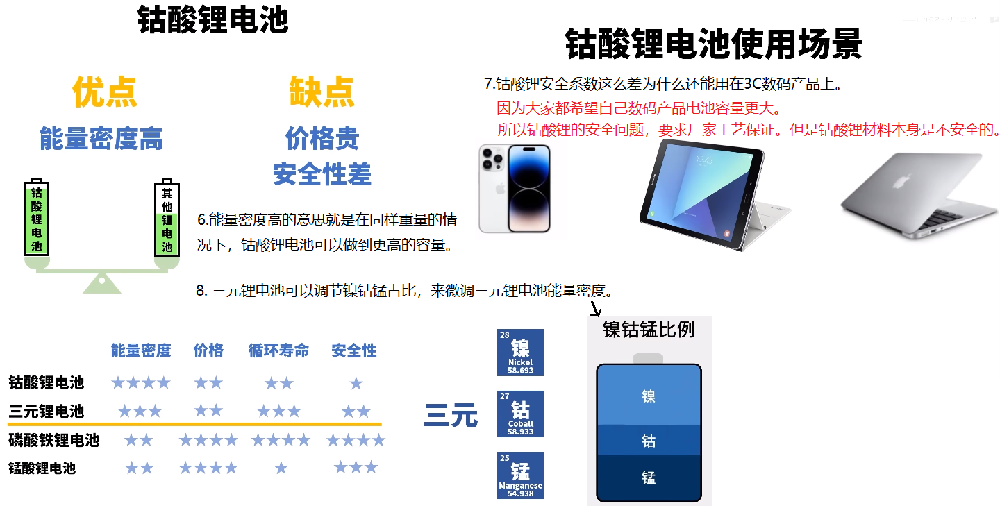 钴酸锂电池
优点
能量密度高
缺点
价格贵
安全性差
钴酸锂电池
其他锂电池
6.能量密度高的意思就是在同样重量的情
况下，钴酸锂电池可以做到更高的容量。
钴酸锂电池使用场景
7.钴酸锂安全系数这么差为什么还能用在3C数码产品上。
因为大家都希望自己数码产品电池容量更大。
所以钴酸锂的安全问题，要求厂家工艺保证。但是钴酸锂材料本身是不安全的。
12:45
8. 三元锂电池可以调节镍钴锰占比，来微调三元锂电池能量密度。
能量密度 价格 循环寿命 安全性
钴酸锂电池 ★★★★ ★★ ★★ ★
三元锂电池 ★★★ ★★ ★★★ ★★
磷酸铁锂电池 ★★ ★★★★ ★★★★ ★★★★
锰酸锂电池 ★★ ★★★★ ★ ★★★
三元
28
镍
Nickel
58.693
27
钴
Cobalt
58.933
25
锰
Manganese
54.938
镍钴锰比例
镍
钴
锰